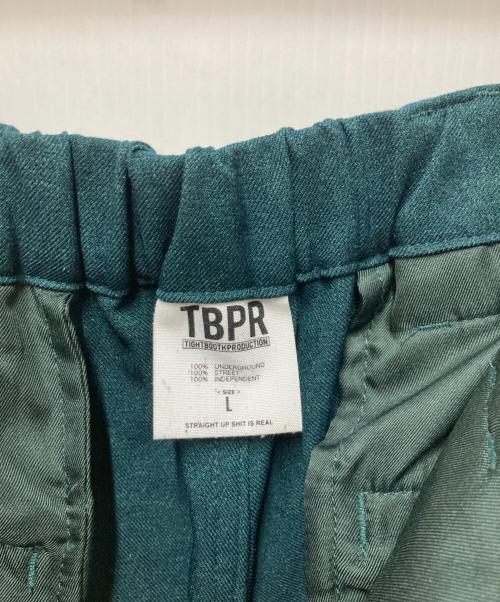 TBPR
TIGHTBOOTHPRODUCTION
100% UNDERGROUND
100% STREET
100% INDEPENDENT
< SIZE >
L
STRAIGHT UP SHIT IS REAL